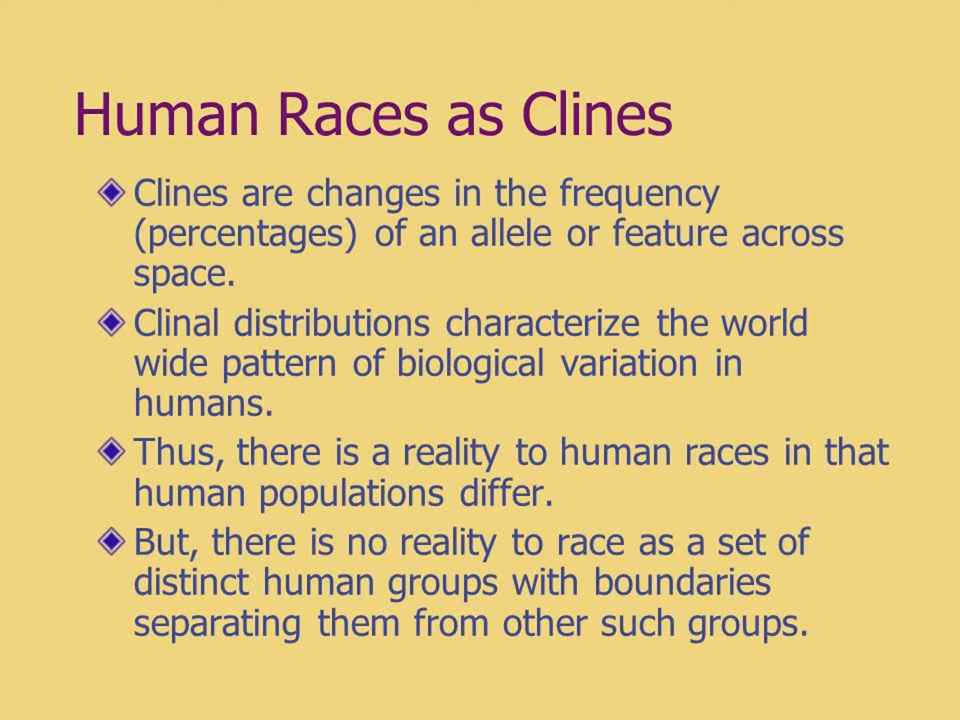 Human Races as Clines
Clines are changes in the frequency
(percentages) of an allele or feature across
space.
Clinal distributions characterize the world
wide pattern of biological variation in
humans.
Thus, there is a reality to human races in that
human populations differ.
But, there is no reality to race as a set of
distinct human groups with boundaries
separating them from other such groups.